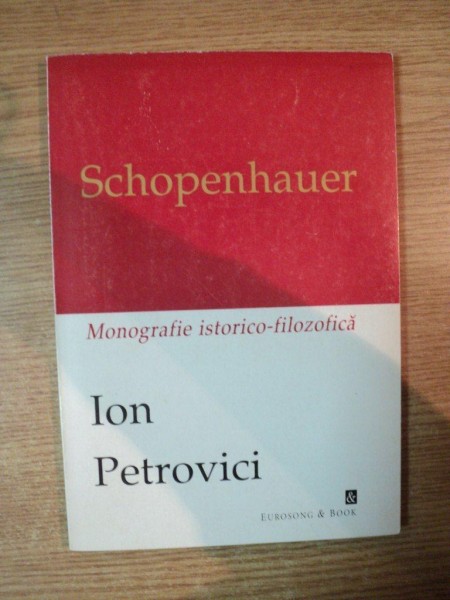 Schopenhauer
Monografie istorico-filozofică
Ion
Petrovici
&
EUROSONG & BOOK